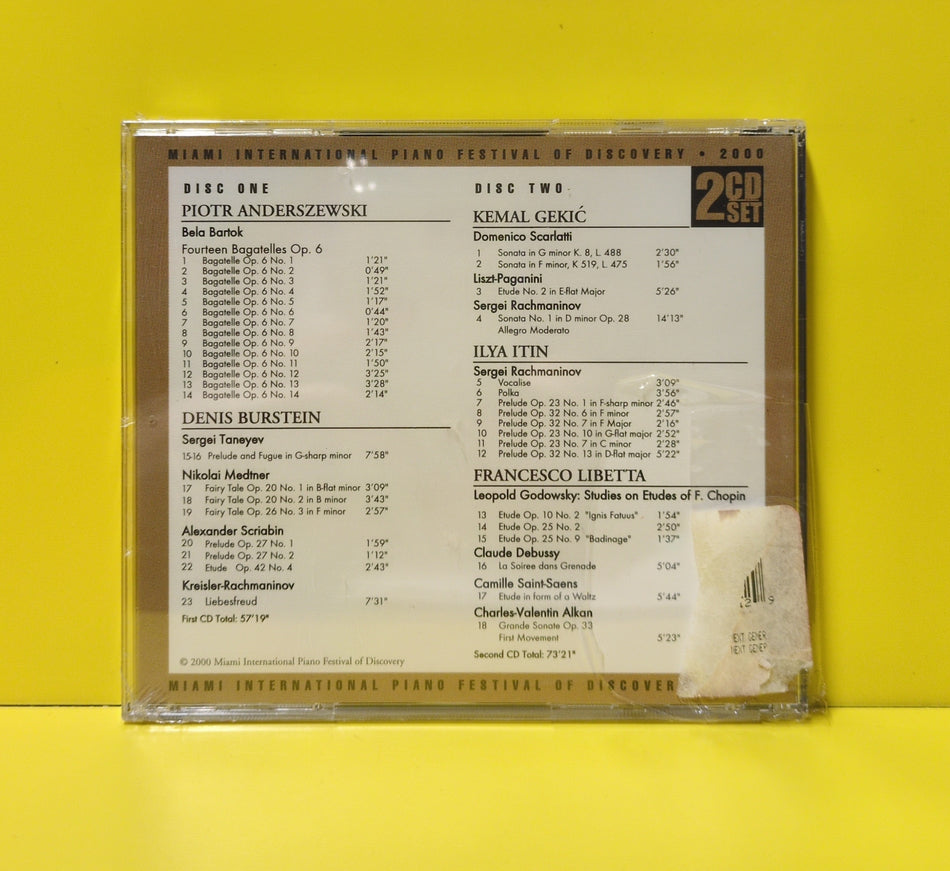 MIAMI INTERNATIONAL PIANO FESTIVAL OF DISCOVERY • 2000
DISC ONE
PIOTR ANDERSZEWSKI
Bela Bartok
Fourteen Bagatelles Op. 6
1 Bagatelle Op. 6 No. 1 1'21"
2 Bagatelle Op. 6 No. 2 0'49"
3 Bagatelle Op. 6 No. 3 1'21"
4 Bagatelle Op. 6 No. 4 1'52"
5 Bagatelle Op. 6 No. 5 1'17"
6 Bagatelle Op. 6 No. 6 0'44"
7 Bagatelle Op. 6 No. 7 1'20"
8 Bagatelle Op. 6 No. 8 1'43"
9 Bagatelle Op. 6 No. 9 2'17"
10 Bagatelle Op. 6 No. 10 2'15"
11 Bagatelle Op. 6 No. 11 1'50"
12 Bagatelle Op. 6 No. 12 3'25"
13 Bagatelle Op. 6 No. 13 3'28"
14 Bagatelle Op. 6 No. 14 2'14"
DENIS BURSTEIN
Sergei Taneyev
15-16 Prelude and Fugue in G-sharp minor 7'58"
Nikolai Medtner
17 Fairy Tale Op. 20 No. 1 in B-flat minor 3'09"
18 Fairy Tale Op. 20 No. 2 in B minor 3'43"
19 Fairy Tale Op. 26 No. 3 in F minor 2'57"
Alexander Scriabin
20 Prelude Op. 27 No. 1 1'59"
21 Prelude Op. 27 No. 2 1'12"
22 Etude Op. 42 No. 4 2'43"
Kreisler-Rachmaninov
23 Liebesfreud 7'31"
First CD Total: 57'19"
© 2000 Miami International Piano Festival of Discovery
DISC TWO
2CD SET
KEMAL GEKIĆ
Domenico Scarlatti
1 Sonata in G minor K. 8, L. 488 2'30"
2 Sonata in F minor, K 519, L. 475 1'56"
Liszt-Paganini
3 Etude No. 2 in E-flat Major 5'26"
Sergei Rachmaninov
4 Sonata No. 1 in D minor Op. 28 14'13"
Allegro Moderato
ILYA ITIN
Sergei Rachmaninov
5 Vocalise 3'09"
6 Polka 3'56"
7 Prelude Op. 23 No. 1 in F-sharp minor 2'46"
8 Prelude Op. 32 No. 6 in F minor 2'57"
9 Prelude Op. 32 No. 7 in F Major 2'16"
10 Prelude Op. 23 No. 10 in G-flat major 2'52"
11 Prelude Op. 23 No. 7 in C minor 2'28"
12 Prelude Op. 32 No. 13 in D-flat major 5'22"
FRANCESCO LIBETTA
Leopold Godowsky: Studies on Etudes of F. Chopin
13 Etude Op. 10 No. 2 "Ignis Fatuus" 1'54"
14 Etude Op. 25 No. 2 2'50"
15 Etude Op. 25 No. 9 "Badinage" 1'37"
Claude Debussy
16 La Soiree dans Grenade 5'04"
Camille Saint-Saens
17 Etude in form of a Waltz 5'44"
Charles-Valentin Alkan
18 Grande Sonate Op. 33
First Movement 5'23"
Second CD Total: 73'21"
2 9
NEXT GENER
NEXT GENER
MIAMI INTERNATIONAL PIANO FESTIVAL OF DISCOVER